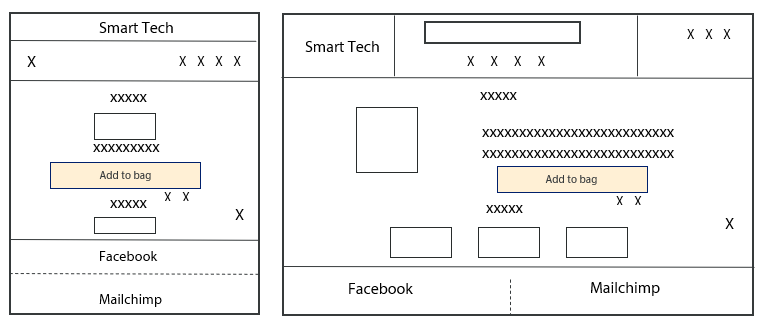 Smart Tech
X
X X X X
xxxxx
xxxxxxxxx
Add to bag
X X
xxxxx
X
Facebook
Mailchimp
Smart Tech
X X X X
X X X
xxxxx
xxxxxxxxxxxxxxxxxxxxxxxxxx
xxxxxxxxxxxxxxxxxxxxxxxxxx
Add to bag
X X
xxxxx
X
Facebook
Mailchimp